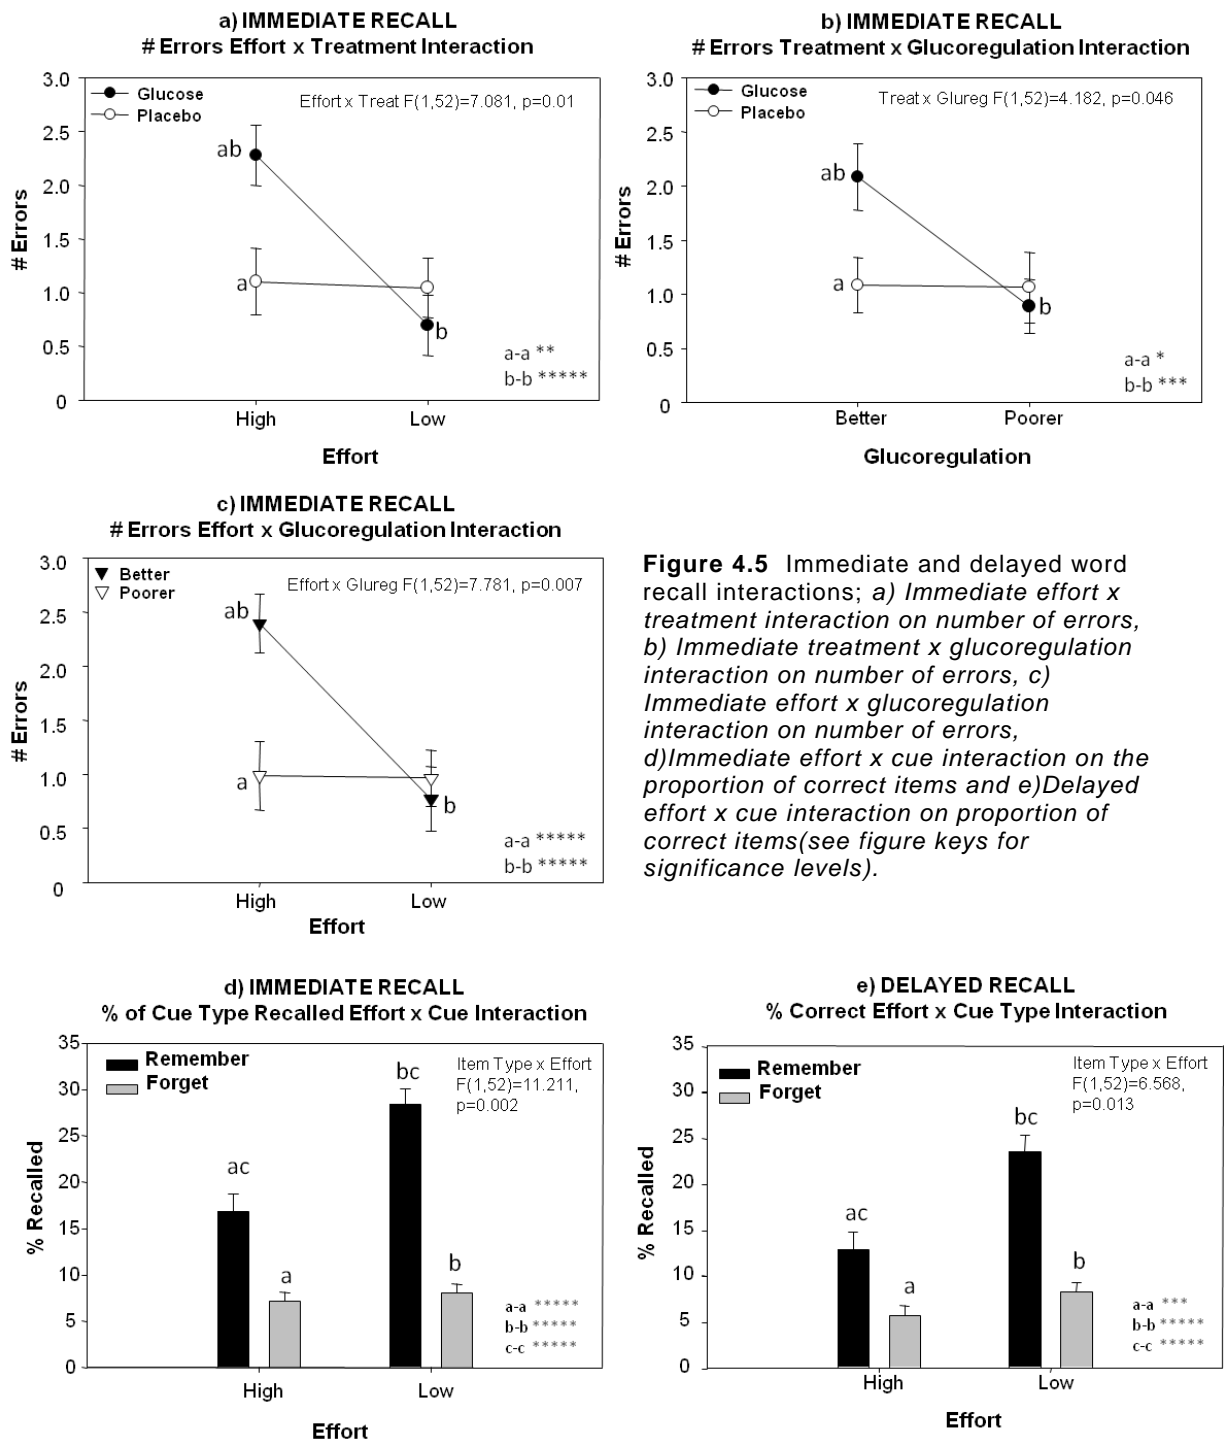 a) IMMEDIATE RECALL
# Errors Effort x Treatment Interaction
3.0
2.5
2.0
1.5
1.0
0.5
0
# Errors
Glucose
Placebo
Effort x Treat F(1,52)=7.081, p=0.01
ab
a
b
a-a **
b-b *****
High
Low
Effort
b) IMMEDIATE RECALL
# Errors Treatment x Glucoregulation Interaction
3.0
2.5
2.0
1.5
1.0
0.5
0
# Errors
Glucose
Placebo
Treat x Glureg F(1,52)=4.182, p=0.046
ab
a
b
a-a *
b-b ***
Better
Poorer
Glucoregulation
c) IMMEDIATE RECALL
# Errors Effort x Glucoregulation Interaction
3.0
2.5
2.0
1.5
1.0
0.5
0
# Errors
Better
Poorer
Effort x Glureg F(1,52)=7.781, p=0.007
ab
a
b
a-a *****
b-b *****
High
Low
Effort
Figure 4.5 Immediate and delayed word
recall interactions; a) Immediate effort x
treatment interaction on number of errors,
b) Immediate treatment x glucoregulation
interaction on number of errors, c)
Immediate effort x glucoregulation
interaction on number of errors,
d)Immediate effort x cue interaction on the
proportion of correct items and e)Delayed
effort x cue interaction on proportion of
correct items(see figure keys for
significance levels).
d) IMMEDIATE RECALL
% of Cue Type Recalled Effort x Cue Interaction
35
30
25
20
15
10
5
0
% Recalled
Remember
Forget
Item Type x Effort
F(1,52)=11.211,
p=0.002
ac
a
bc
b
a-a *****
b-b *****
c-c *****
High
Low
Effort
e) DELAYED RECALL
% Correct Effort x Cue Type Interaction
35
30
25
20
15
10
5
0
% Recalled
Remember
Forget
Item Type x Effort
F(1,52)=6.568,
p=0.013
ac
a
bc
b
a-a ***
b-b *****
c-c *****
High
Low
Effort